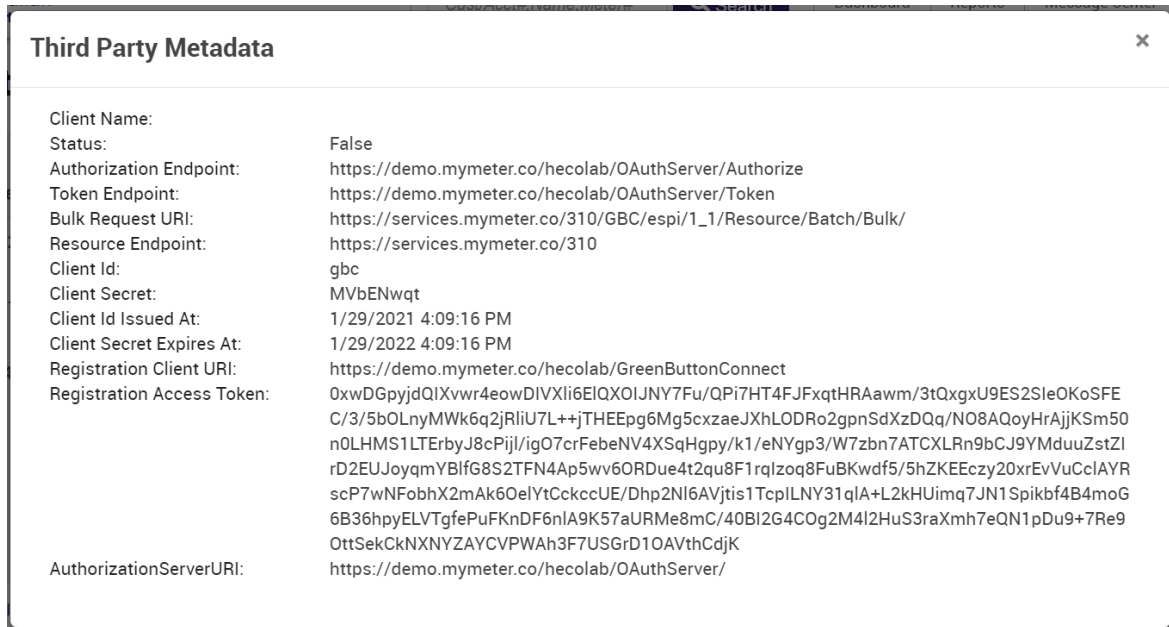 Third Party Metadata
×
Client Name:
Status: False
Authorization Endpoint: https://demo.mymeter.co/hecolab/OAuthServer/Authorize
Token Endpoint: https://demo.mymeter.co/hecolab/OAuthServer/Token
Bulk Request URI: https://services.mymeter.co/310/GBC/espi/1_1/Resource/Batch/Bulk/
Resource Endpoint: https://services.mymeter.co/310
Client Id: gbc
Client Secret: MVbENwqt
Client Id Issued At: 1/29/2021 4:09:16 PM
Client Secret Expires At: 1/29/2022 4:09:16 PM
Registration Client URI: https://demo.mymeter.co/hecolab/GreenButtonConnect
Registration Access Token: 0xwDGpyjdQIXvwr4eowDIVXli6ElQXOIJNY7Fu/QPi7HT4FJFxqtHRAawm/3tQxgxU9ES2SIeOKoSFE
C/3/5bOLnyMWk6q2jRliU7L++jTHEEpg6Mg5cxzaeJXhLODRo2gpnSdXzDQq/NO8AQoyHrAjjKSm50
n0LHMS1LTErbyJ8cPijl/igO7crFebeNV4XSqHgpy/k1/eNYgp3/W7zbn7ATCXLRn9bCJ9YMduuZstZI
rD2EUJoyqmYBlfG8S2TFN4Ap5wv6ORDue4t2qu8F1rqIzoq8FuBKwdf5/5hZKEEczy20xrEvVuCclAYR
scP7wNFobhX2mAk6OelYtCckccUE/Dhp2Nl6AVjtis1TcpILNY31qlA+L2kHUimq7JN1Spikbf4B4moG
6B36hpyELVTgfePuFKnDF6nlA9K57aURMe8mC/40BI2G4COg2M4l2HuS3raXmh7eQN1pDu9+7Re9
OttSekCkNXNYZAYCVPWAh3F7USGrD1OAVthCdjK
AuthorizationServerURI: https://demo.mymeter.co/hecolab/OAuthServer/